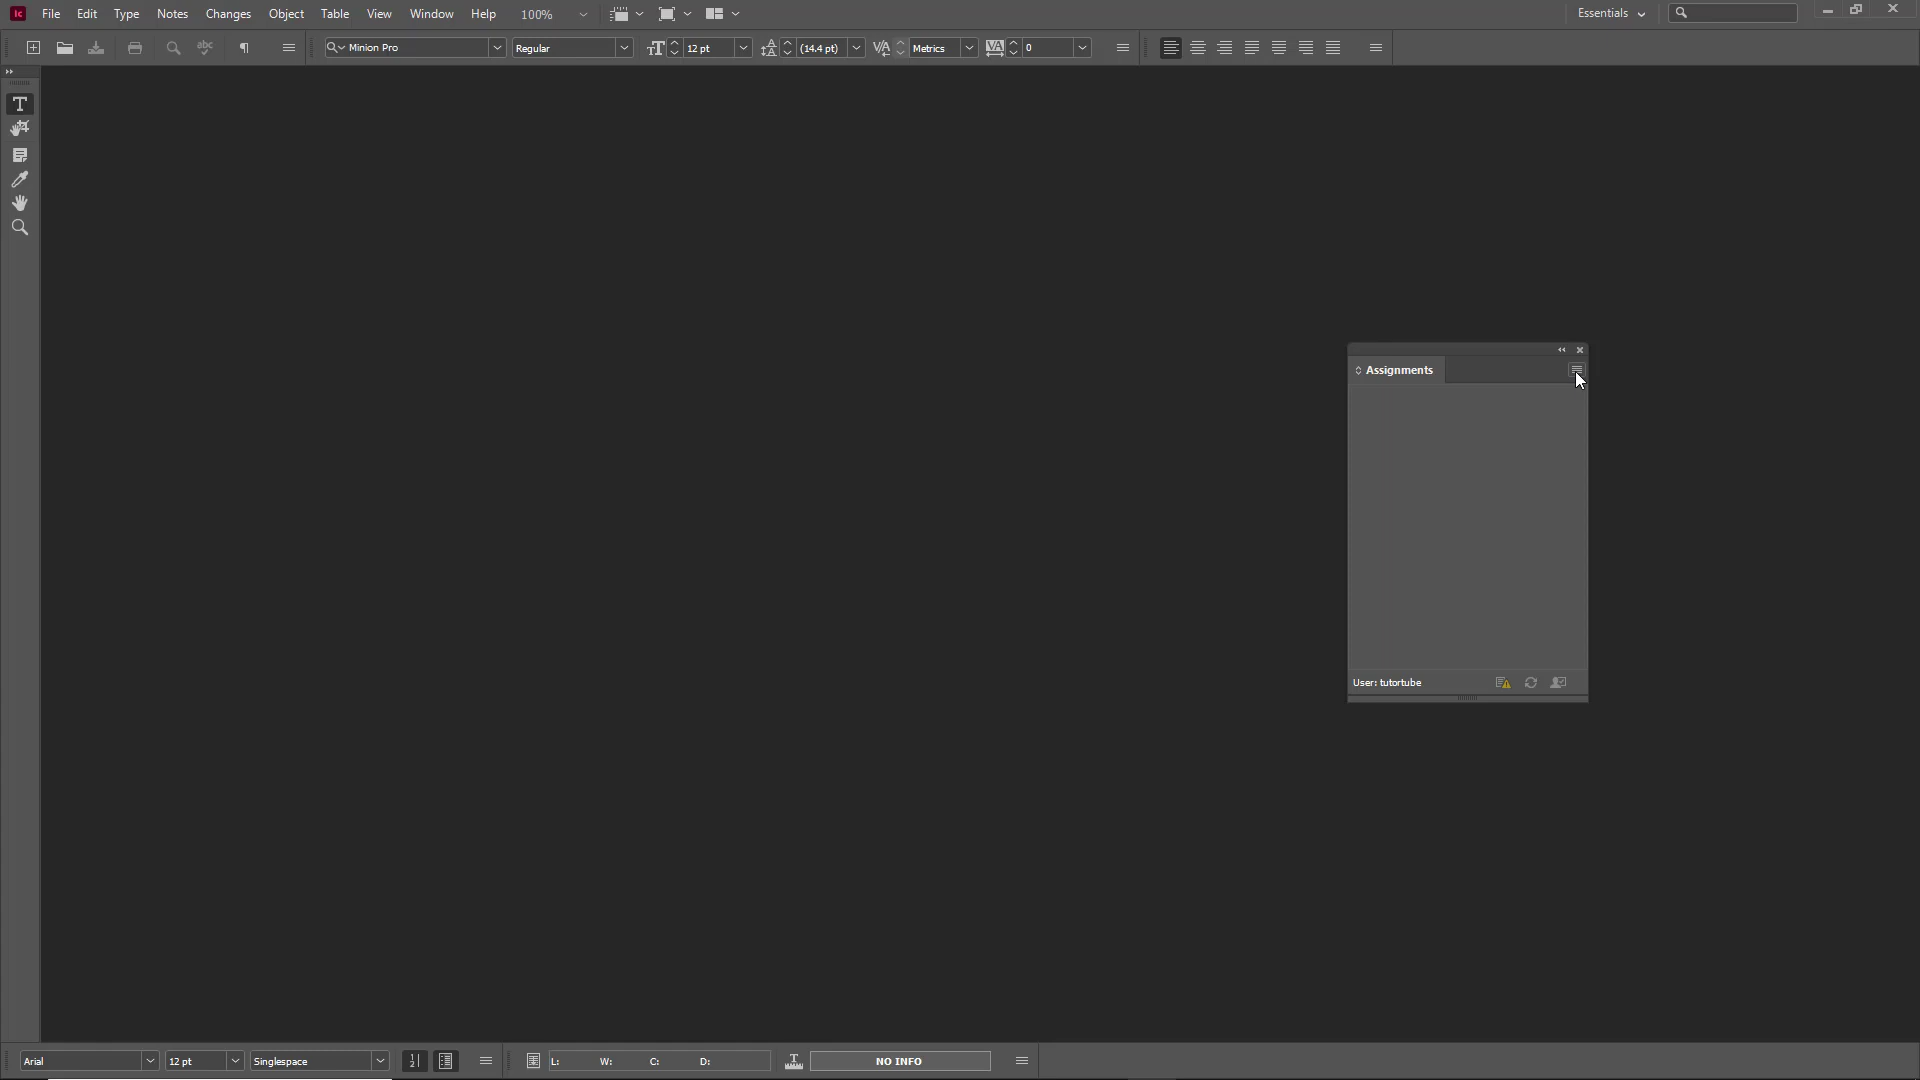 Ic File Edit Type Notes Changes Object Table View Window Help 100% Essentials
Minion Pro Regular 12 pt (14.4 pt) Metrics 0
Assignments
User: tutortube
Arial 12 pt Singlespace L: W: C: D: NO INFO